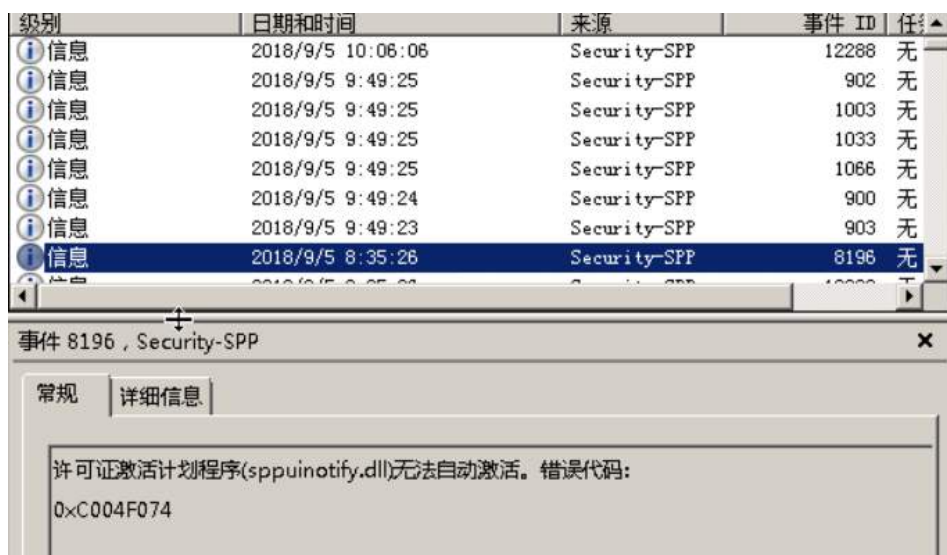 级别 日期和时间 来源 事件 ID 任
信息 2018/9/5 10:06:06 Security-SPP 12288 无
信息 2018/9/5 9:49:25 Security-SPP 902 无
信息 2018/9/5 9:49:25 Security-SPP 1003 无
信息 2018/9/5 9:49:25 Security-SPP 1033 无
信息 2018/9/5 9:49:25 Security-SPP 1066 无
信息 2018/9/5 9:49:24 Security-SPP 900 无
信息 2018/9/5 9:49:23 Security-SPP 903 无
信息 2018/9/5 8:35:26 Security-SPP 8196 无
事件 8196 , Security-SPP
常规 详细信息
许可证激活计划程序(sppuinotify.dll)无法自动激活。错误代码:
0xC004F074